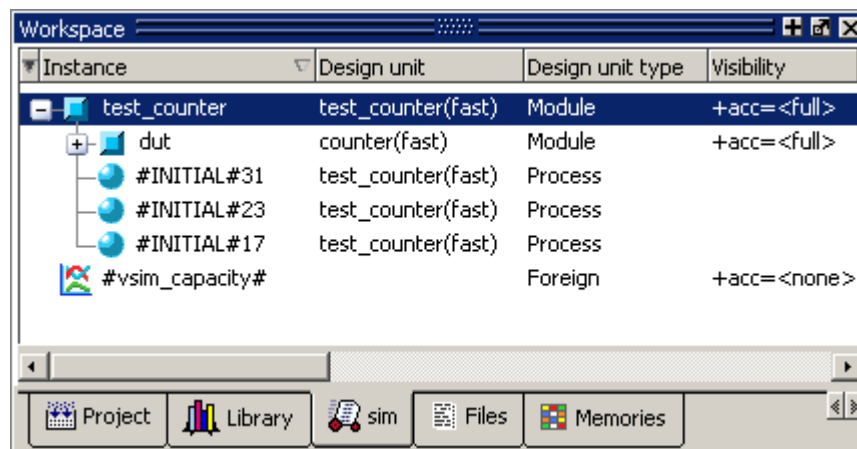 Workspace
Instance Design unit Design unit type Visibility
test_counter test_counter(fast) Module +acc=<full>
dut counter(fast) Module +acc=<full>
#INITIAL#31 test_counter(fast) Process
#INITIAL#23 test_counter(fast) Process
#INITIAL#17 test_counter(fast) Process
#vsim_capacity# Foreign +acc=<none>
Project Library sim Files Memories